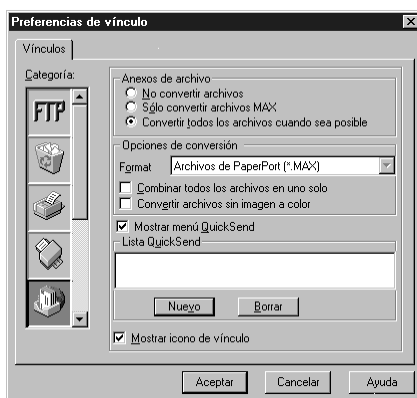 Preferencias de vínculo
Vínculos
Categoría:
FTP
Anexos de archivo
No convertir archivos
Sólo convertir archivos MAX
Convertir todos los archivos cuando sea posible
Opciones de conversión
Format Archivos de PaperPort (*.MAX)
Combinar todos los archivos en uno solo
Convertir archivos sin imagen a color
Mostrar menú QuickSend
Lista QuickSend
Nuevo Borrar
Mostrar icono de vínculo
Aceptar Cancelar Ayuda